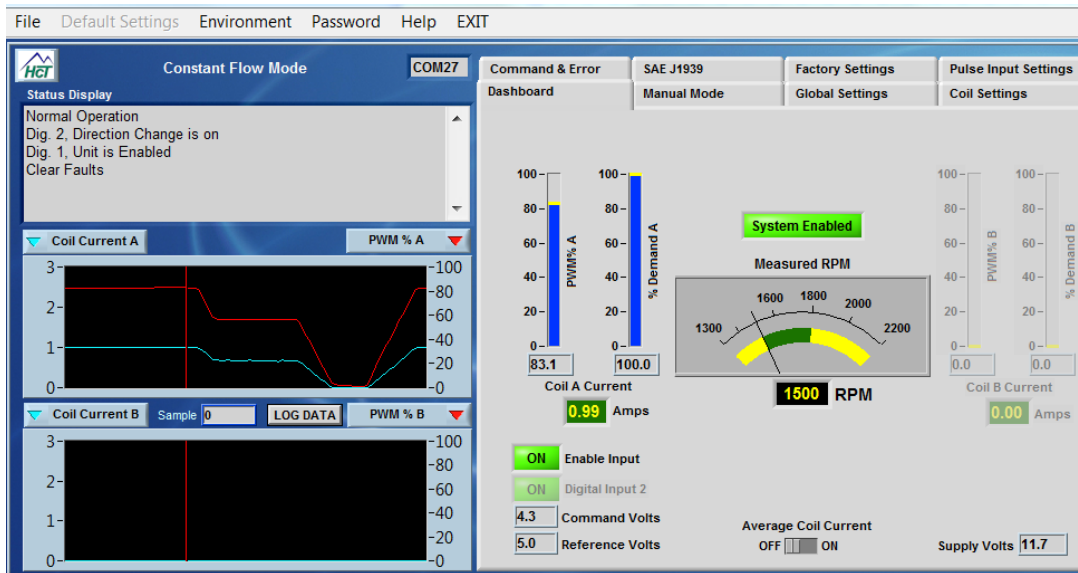 File Default Settings Environment Password Help EXIT
HCT Constant Flow Mode COM27
Status Display
Normal Operation
Dig. 2, Direction Change is on
Dig. 1, Unit is Enabled
Clear Faults
Coil Current A PWM % A
3 100
80
2 60
1 40
20
0 0
Coil Current B Sample 0 LOG DATA PWM % B
3 100
80
2 60
1 40
20
0 0
Command & Error SAE J1939 Factory Settings Pulse Input Settings
Dashboard Manual Mode Global Settings Coil Settings
100 100 100 100
80 80 80 80
60 60 60 60
40 40 40 40
20 20 20 20
0 0 0 0
PWM% A % Demand A
83.1 100.0
Coil A Current
0.99 Amps
System Enabled
Measured RPM
1300 1600 1800 2000 2200
1500 RPM
PWM% B % Demand B
0.0 0.0
Coil B Current
0.00 Amps
ON Enable Input
ON Digital Input 2
4.3 Command Volts
5.0 Reference Volts
Average Coil Current
OFF ON
Supply Volts 11.7